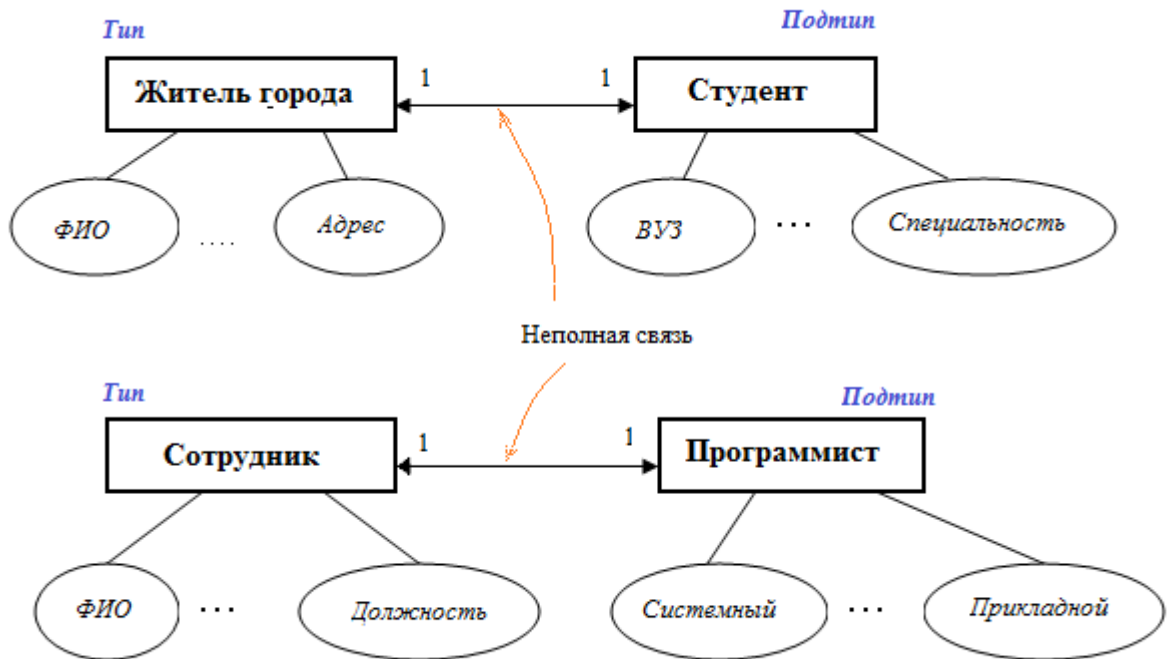 Тип
Подтип
Житель города
1
1
Студент
ФИО
....
Адрес
ВУЗ
...
Специальность
Неполная связь
Тип
Подтип
Сотрудник
1
1
Программист
ФИО
...
Должность
Системный
...
Прикладной